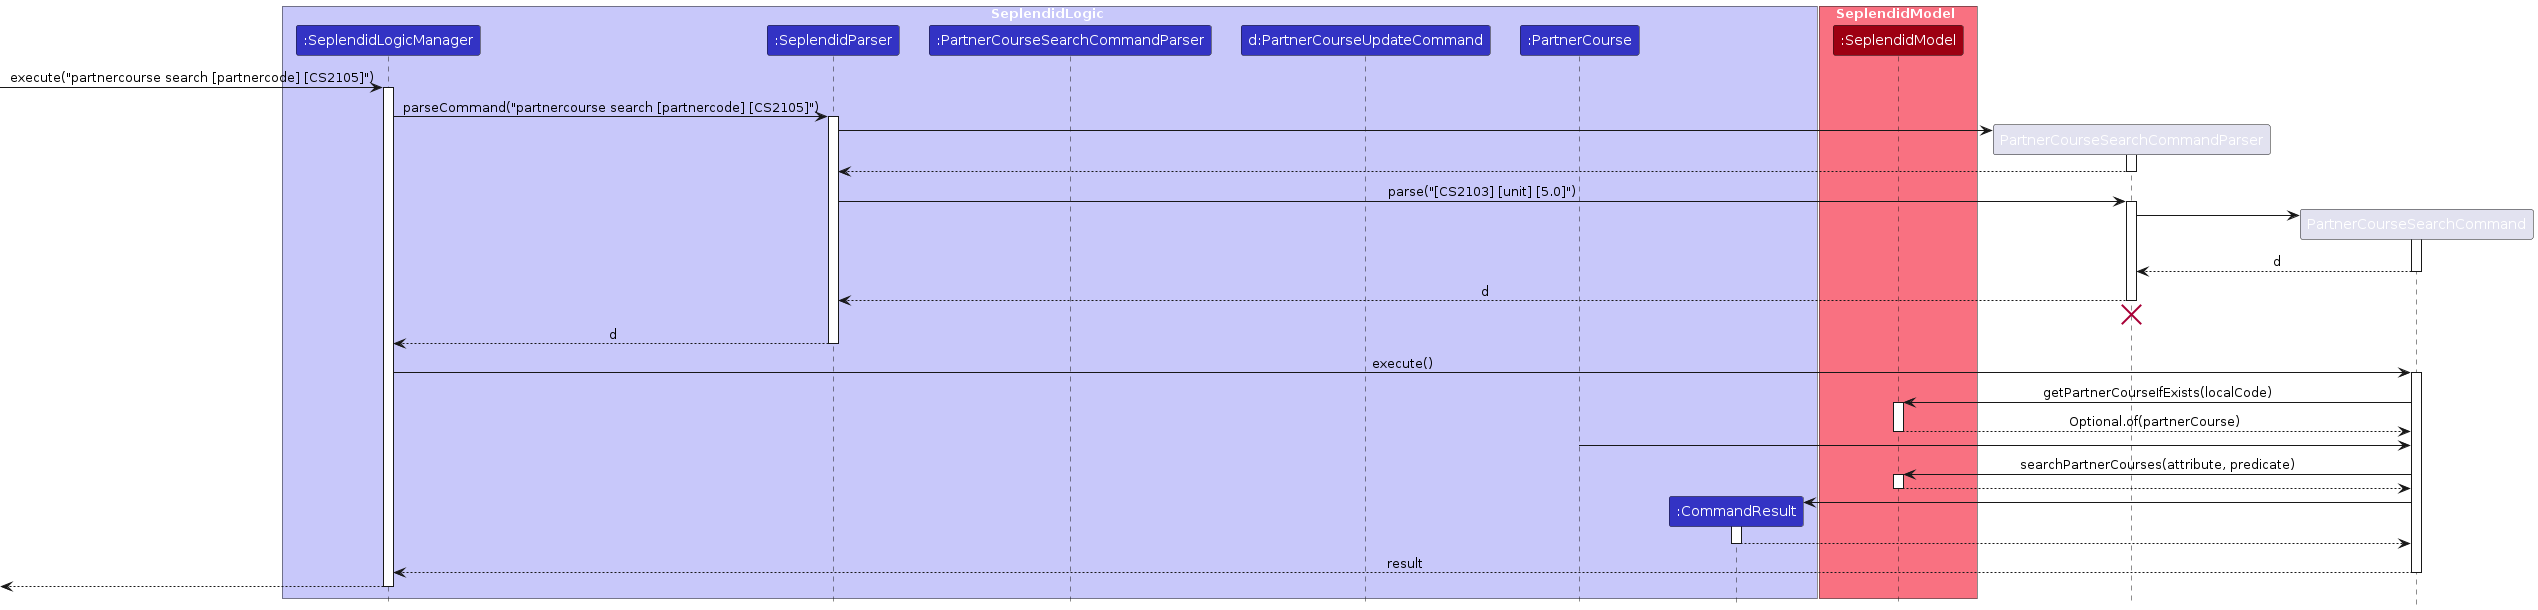 SeplendidLogic
SeplendidModel
:SeplendidLogicManager
:SeplendidParser
:PartnerCourseSearchCommandParser
d:PartnerCourseUpdateCommand
:PartnerCourse
:SeplendidModel
execute("partnercourse search [partnercode] [CS2105]")
parseCommand("partnercourse search [partnercode] [CS2105]")
PartnerCourseSearchCommandParser
parse("[CS2103] [unit] [5.0]")
PartnerCourseSearchCommand
d
d
d
execute()
getPartnerCourseIfExists(localCode)
Optional.of(partnerCourse)
searchPartnerCourses(attribute, predicate)
:CommandResult
result